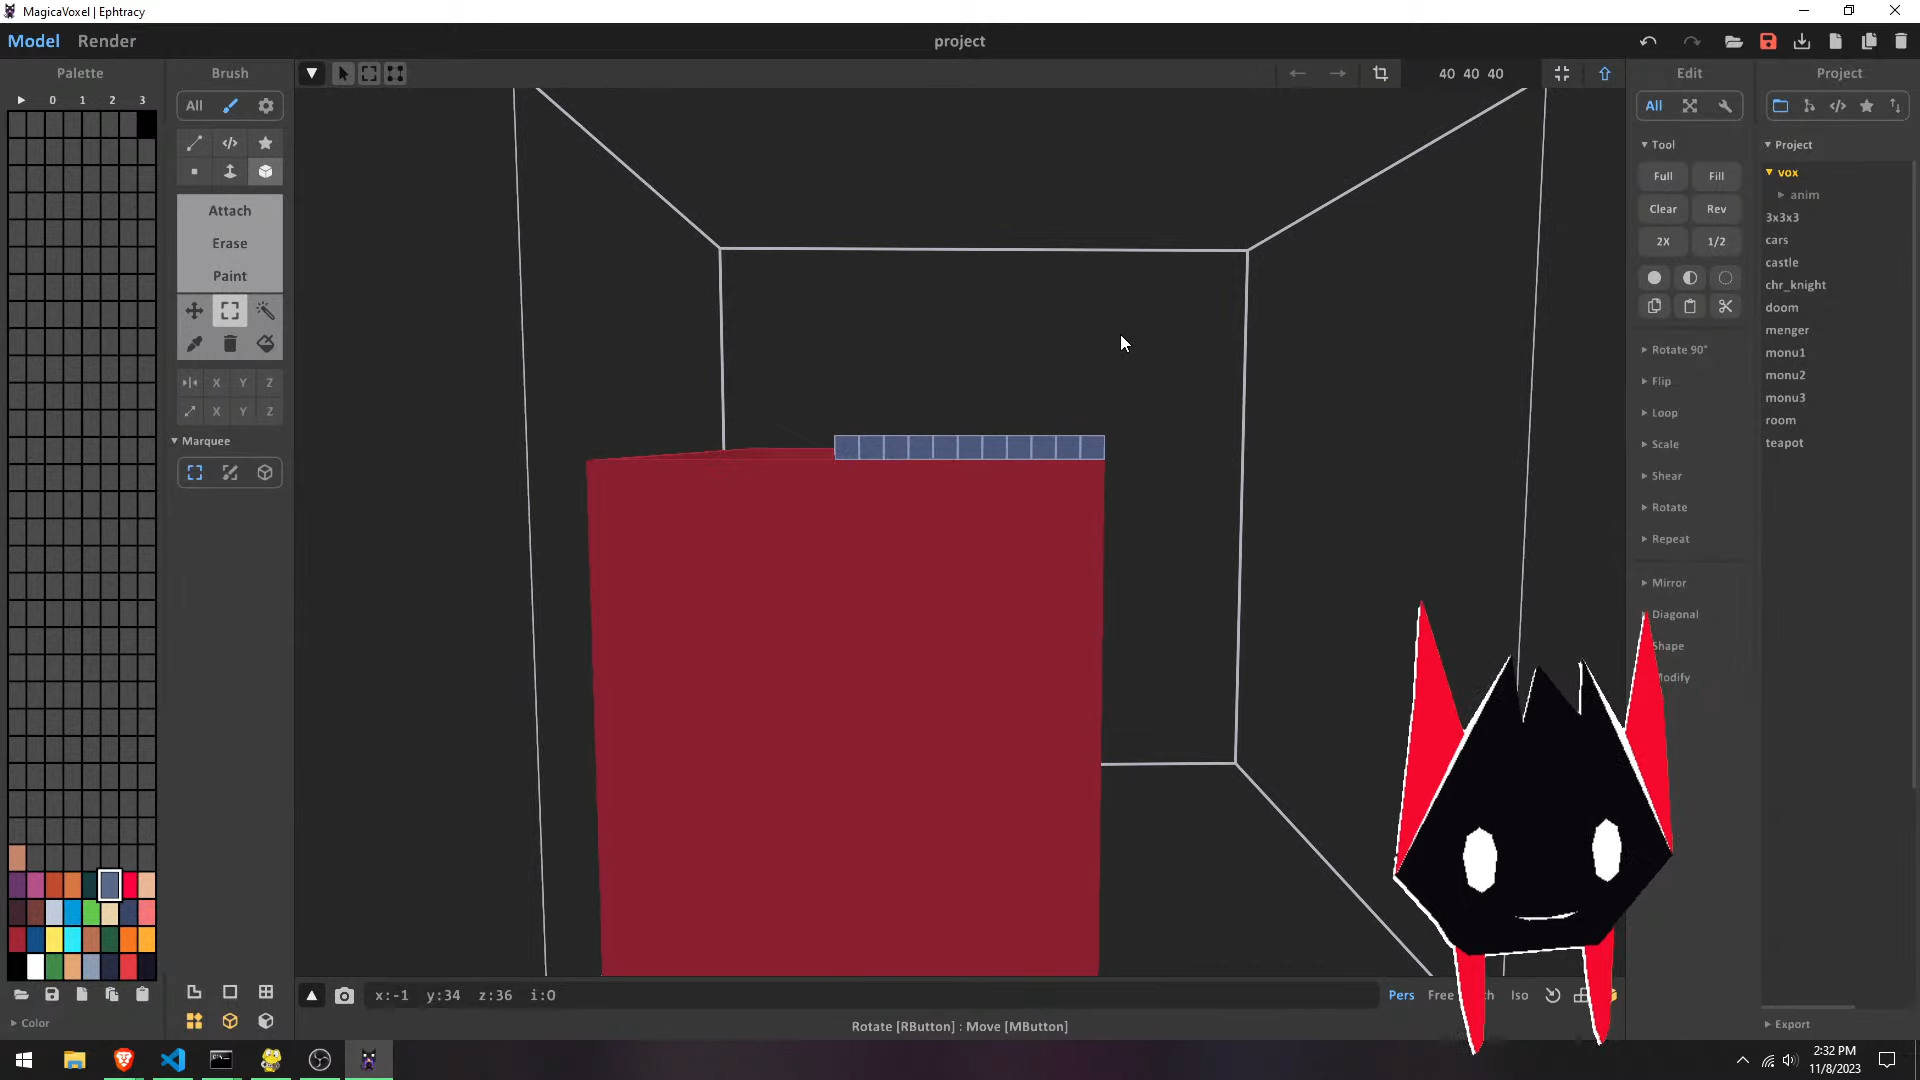 MagicaVoxel | Ephtracy
Model Render
project
Palette
Brush
40 40 40
Edit
Project
0 1 2 3
All
All
Project
Tool
vox
anim
Full Fill
Attach
Clear Rev
3x3x3
Erase
2X 1/2
cars
castle
Paint
chr_knight
doom
menger
Rotate 90°
monu1
X Y Z
Flip
monu2
X Y Z
Loop
monu3
Marquee
Scale
room
teapot
Shear
Rotate
Repeat
Mirror
Diagonal
Shape
Modify
x:-1 y:34 z:36 i:0
Pers Free Iso
Color
Rotate [RButton] : Move [MButton]
Export
2:32 PM
11/8/2023